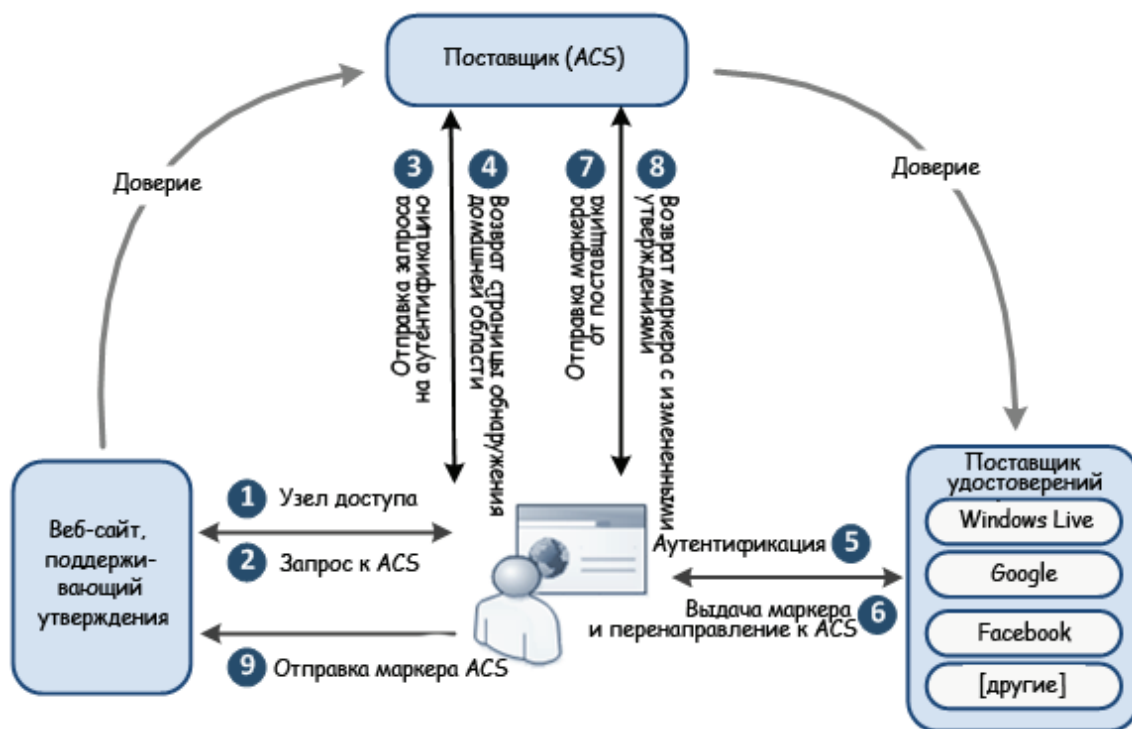 Поставщик (ACS)
Доверие
Доверие
3
Отправка запроса
на аутентификацию
4
Возврат страницы обнаружения
домашней области
7
Отправка маркера
от поставщика
8
Возврат маркера с измененными
утверждениями
Веб-сайт,
поддержи-
вающий
утверждения
1 Узел доступа
2 Запрос к ACS
9 Отправка маркера ACS
Аутентификация 5
Выдача маркера 6
и перенаправление к ACS
Поставщик
удостоверений
Windows Live
Google
Facebook
[другие]